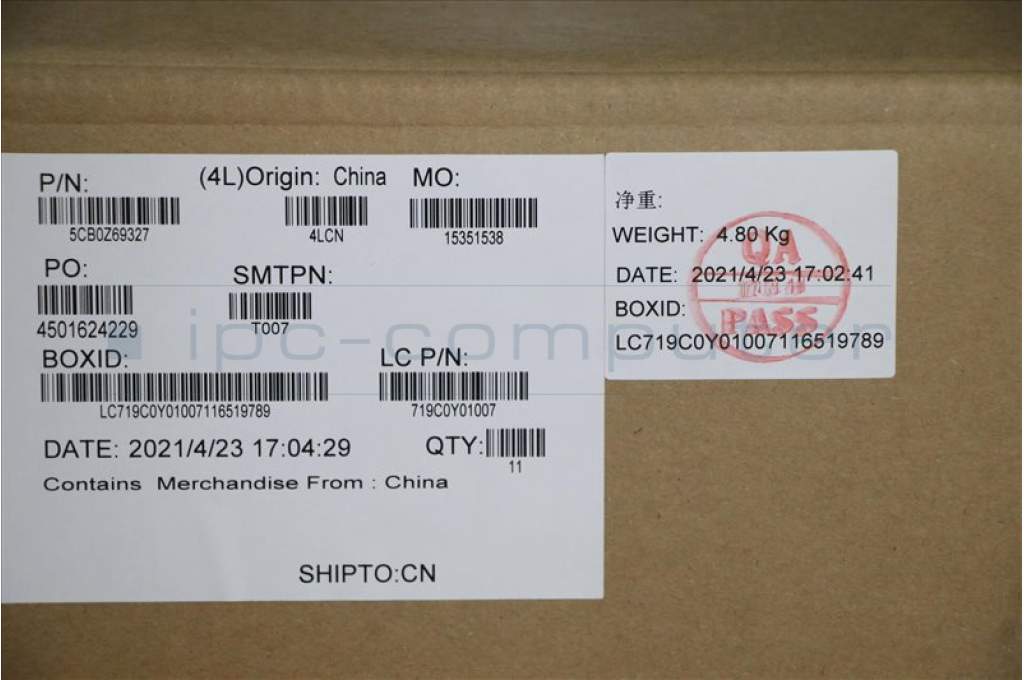 P/N: (4L)Origin: China MO:
5CB0Z69327 4LCN 15351538
PO: SMTPN:
4501624229 T007
BOXID: LC P/N:
LC719C0Y01007116519789 719C0Y01007
DATE: 2021/4/23 17:04:29 QTY:
11
Contains Merchandise From : China
SHIPTO:CN
净重:
WEIGHT: 4.80 Kg
DATE: 2021/4/23 17:02:41
BOXID:
LC719C0Y01007116519789
QA
PASS
ipc-computer